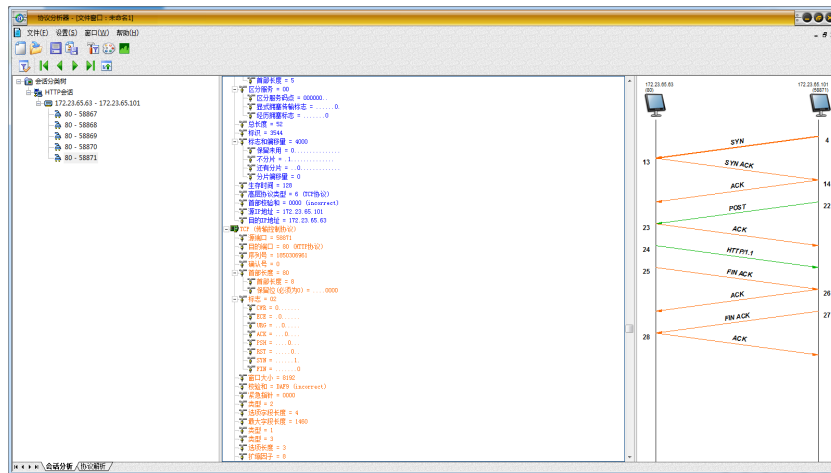 协议分析器 - [文件窗口：未命名1]
文件(F) 设置(S) 窗口(W) 帮助(H)
会话分类树
HTTP会话
172.23.65.63 - 172.23.65.101
80 - 58867
80 - 58868
80 - 58869
80 - 58870
80 - 58871
首部长度 = 5
区分服务 = 00
区分服务码点 = 000000..
显式拥塞传输标志 = ......0.
经历拥塞标志 = .......0
总长度 = 52
标识 = 3544
标志和偏移量 = 4000
保留未用 = 0...............
不分片 = .1..............
还有分片 = ..0.............
分片偏移量 = 0
生存时间 = 128
高层协议类型 = 6 (TCP协议)
首部校验和 = 0000 (incorrect)
源IP地址 = 172.23.65.101
目的IP地址 = 172.23.65.63
TCP (传输控制协议)
源端口 = 58871
目的端口 = 80 (HTTP协议)
序列号 = 1650306961
确认号 = 0
首部长度 = 80
首部长度 = 8
保留位(必须为0) = ....0000
标志 = 02
CWR = 0.......
ECE = .0......
URG = ..0.....
ACK = ...0....
PSH = ....0...
RST = .....0..
SYN = ......1.
FIN = .......0
窗口大小 = 8192
校验和 = DAF9 (incorrect)
紧急指针 = 0000
类型 = 2
选项字段长度 = 4
最大字段长度 = 1460
类型 = 1
类型 = 3
选项长度 = 3
扩缩因子 = 8
172.23.65.63
(80)
172.23.65.101
(58871)
SYN
4
13
SYN ACK
14
ACK
22
POST
23
ACK
24
HTTP/1.1
25
FIN ACK
26
ACK
27
FIN ACK
28
ACK
会话分析 协议解析